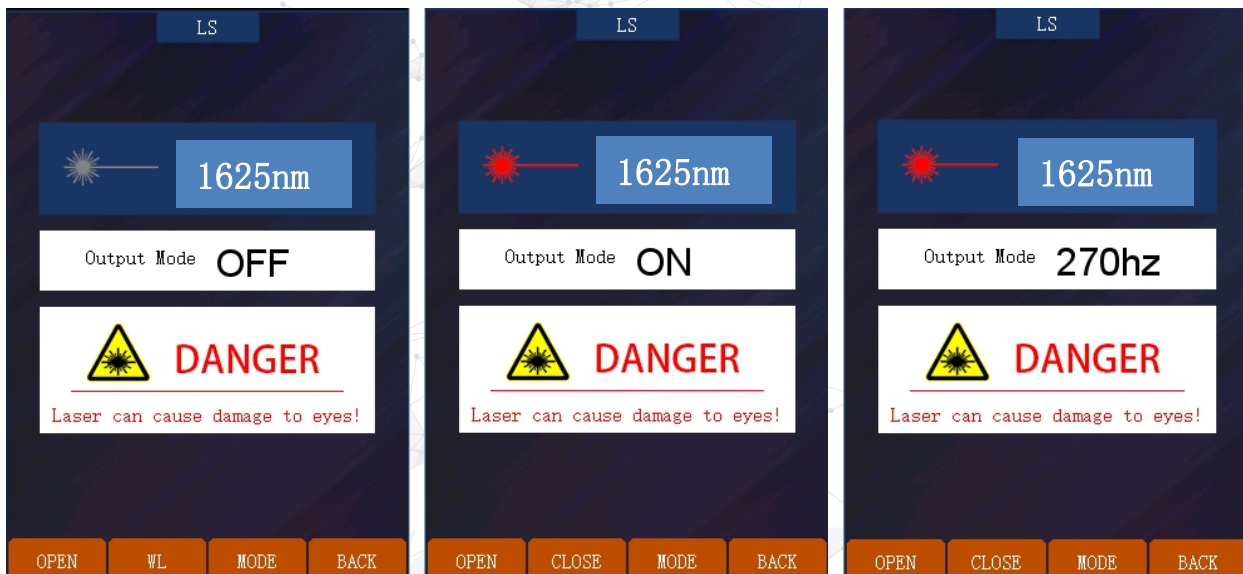 LS
1625nm
Output Mode OFF
DANGER
Laser can cause damage to eyes!
OPEN WL MODE BACK
LS
1625nm
Output Mode ON
DANGER
Laser can cause damage to eyes!
OPEN CLOSE MODE BACK
LS
1625nm
Output Mode 270hz
DANGER
Laser can cause damage to eyes!
OPEN CLOSE MODE BACK